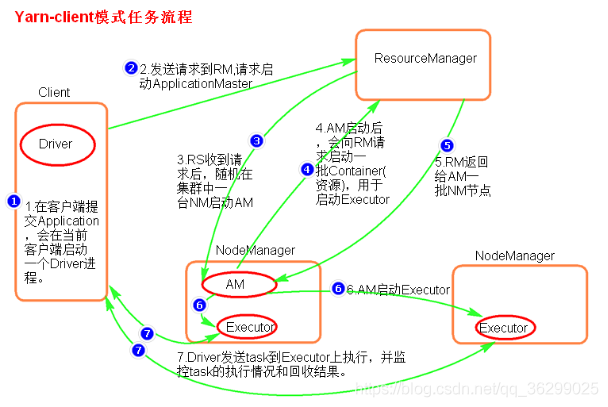 Yarn-client模式任务流程
ResourceManager
2.发送请求到RM,请求启
动ApplicationMaster
2
Client
Driver
3
4.AM启动后
，会向RM请
求启动一
批Container(
资源)，用于
启动Executor
4
5
5.RM返回
给AM一
批NM节点
3.RS收到请
求后，随机在
集群中一
台NM启动AM
1
1.在客户端提
交Application
，会在当前
客户端启动
一个Driver进
程。
NodeManager
NodeManager
AM
6
6.AM启动Executor
6
Executor
Executor
7
7
7.Driver发送task到Executor上执行，并监
控task的执行情况和回收结果。
https://blog.csdn.net/qq_36299025